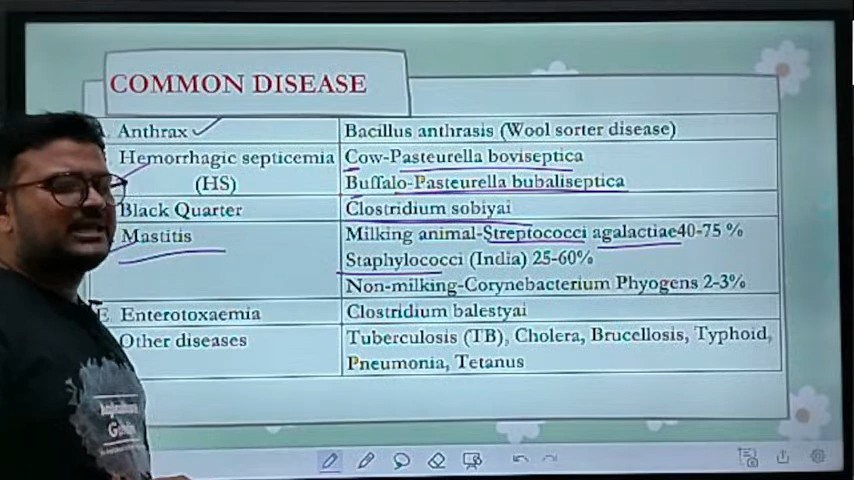 COMMON DISEASE
. Anthrax
Bacillus anthrasis (Wool sorter disease)
Hemorrhagic septicemia
(HS)
Cow-Pasteurella boviseptica
Buffalo-Pasteurella bubaliseptica
Black Quarter
Clostridium sobiyai
Mastitis
Milking animal-Streptococci agalactiae40-75 %
Staphylococci (India) 25-60%
Non-milking-Corynebacterium Phyogens 2-3%
E. Enterotoxaemia
Clostridium balestyai
Other diseases
Tuberculosis (TB), Cholera, Brucellosis, Typhoid,
Pneumonia, Tetanus